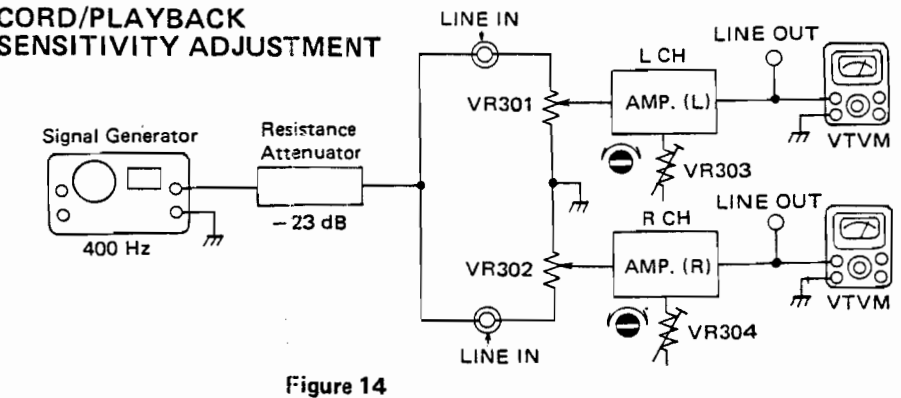 CORD/PLAYBACK
SENSITIVITY ADJUSTMENT
LINE IN
LINE OUT
L CH
VR301
AMP. (L)
VTVM
VR303
Signal Generator
Resistance
Attenuator
– 23 dB
400 Hz
LINE OUT
R CH
VR302
AMP. (R)
VTVM
VR304
LINE IN
Figure 14